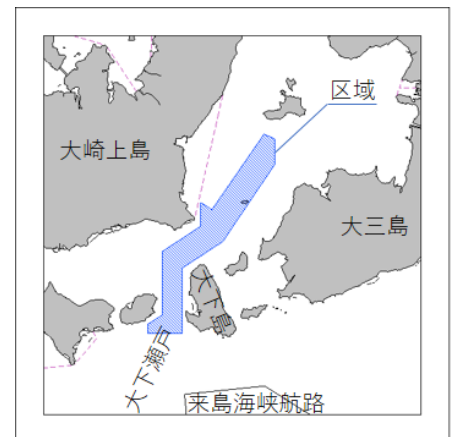 区域
大崎上島
大三島
大下島
大下瀬戸
来島海峡航路